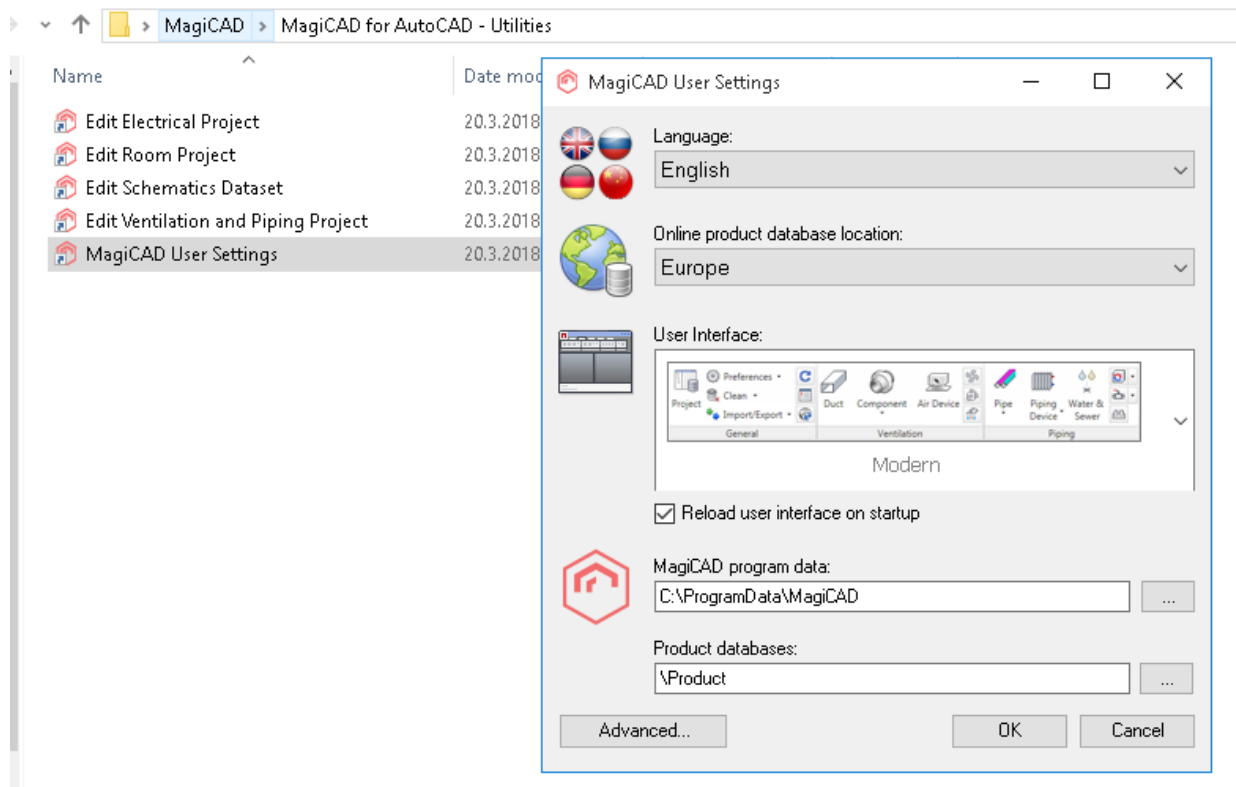 MagiCAD > MagiCAD for AutoCAD - Utilities
Name Date mod
Edit Electrical Project 20.3.2018
Edit Room Project 20.3.2018
Edit Schematics Dataset 20.3.2018
Edit Ventilation and Piping Project 20.3.2018
MagiCAD User Settings 20.3.2018
MagiCAD User Settings
Language:
English
Online product database location:
Europe
User Interface:
Project
Preferences
Clean
Import/Export
General
Duct Component Air Device
Ventilation
Pipe Piping Device Water & Sewer
Piping
Modern
Reload user interface on startup
MagiCAD program data:
C:\ProgramData\MagiCAD ...
Product databases:
\Product ...
Advanced... OK Cancel